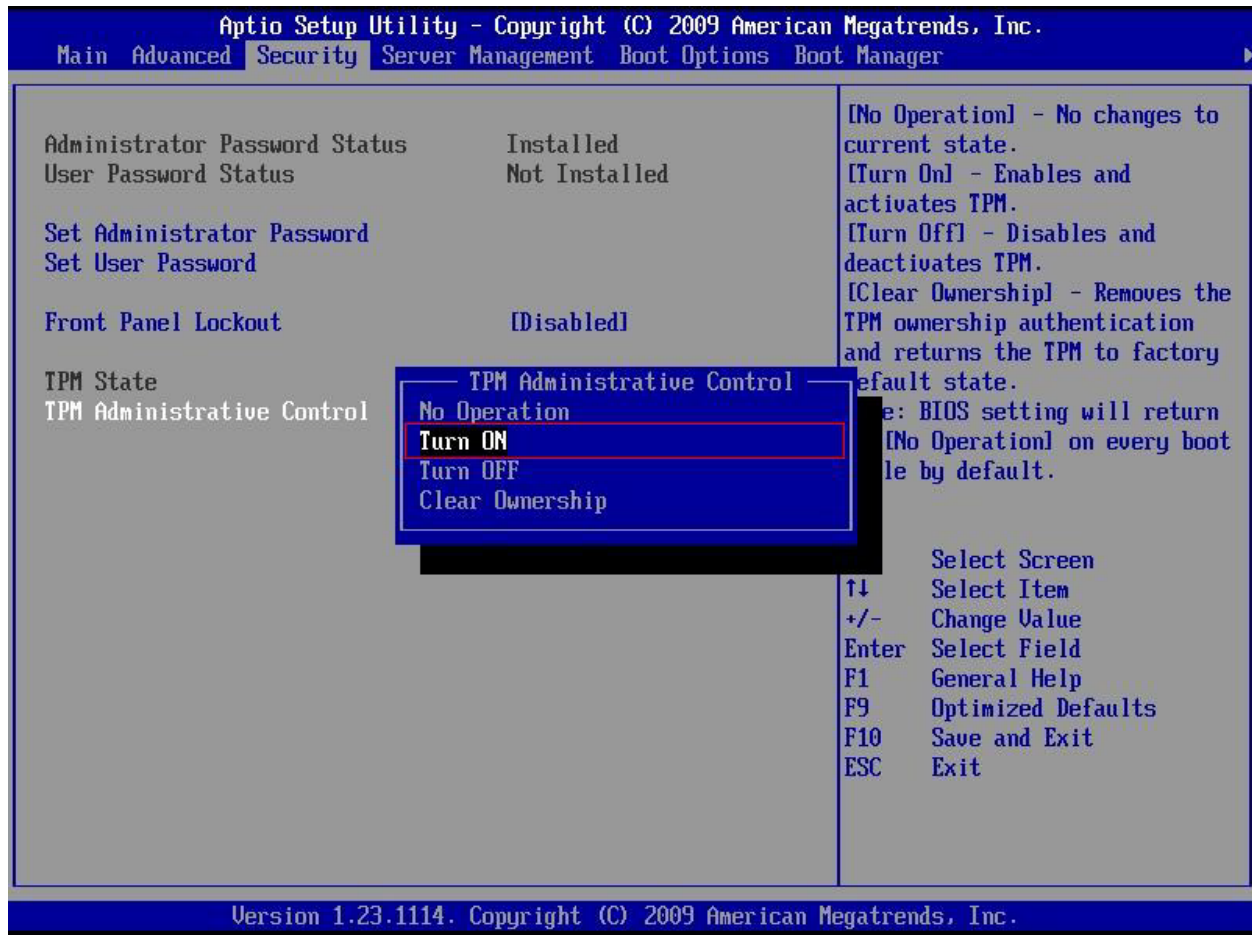 Aptio Setup Utility - Copyright (C) 2009 American Megatrends, Inc.
Main Advanced Security Server Management Boot Options Boot Manager
Administrator Password Status Installed
User Password Status Not Installed
Set Administrator Password
Set User Password
Front Panel Lockout [Disabled]
TPM State
TPM Administrative Control
TPM Administrative Control
No Operation
Turn ON
Turn OFF
Clear Ownership
[No Operation] - No changes to
current state.
[Turn On] - Enables and
activates TPM.
[Turn Off] - Disables and
deactivates TPM.
[Clear Ownership] - Removes the
TPM ownership authentication
and returns the TPM to factory
efault state.
e: BIOS setting will return
[No Operation] on every boot
le by default.
Select Screen
↑↓ Select Item
+/- Change Value
Enter Select Field
F1 General Help
F9 Optimized Defaults
F10 Save and Exit
ESC Exit
Version 1.23.1114. Copyright (C) 2009 American Megatrends, Inc.